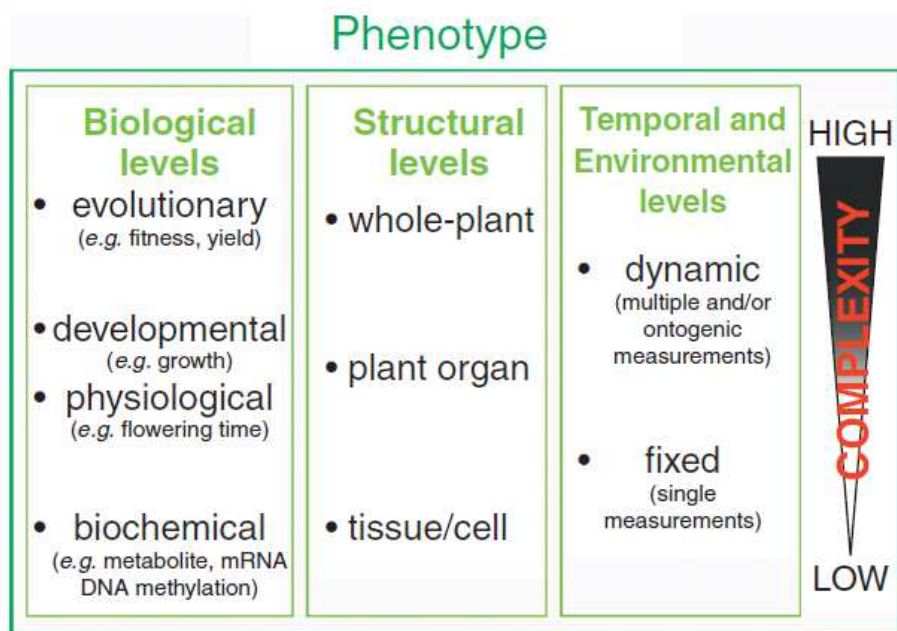 Phenotype
Biological
levels
• evolutionary
(e.g. fitness, yield)
• developmental
(e.g. growth)
• physiological
(e.g. flowering time)
• biochemical
(e.g. metabolite, mRNA
DNA methylation)
Structural
levels
• whole-plant
• plant organ
• tissue/cell
Temporal and
Environmental
levels
• dynamic
(multiple and/or
ontogenic
measurements)
• fixed
(single
measurements)
HIGH
COMPLEXITY
LOW